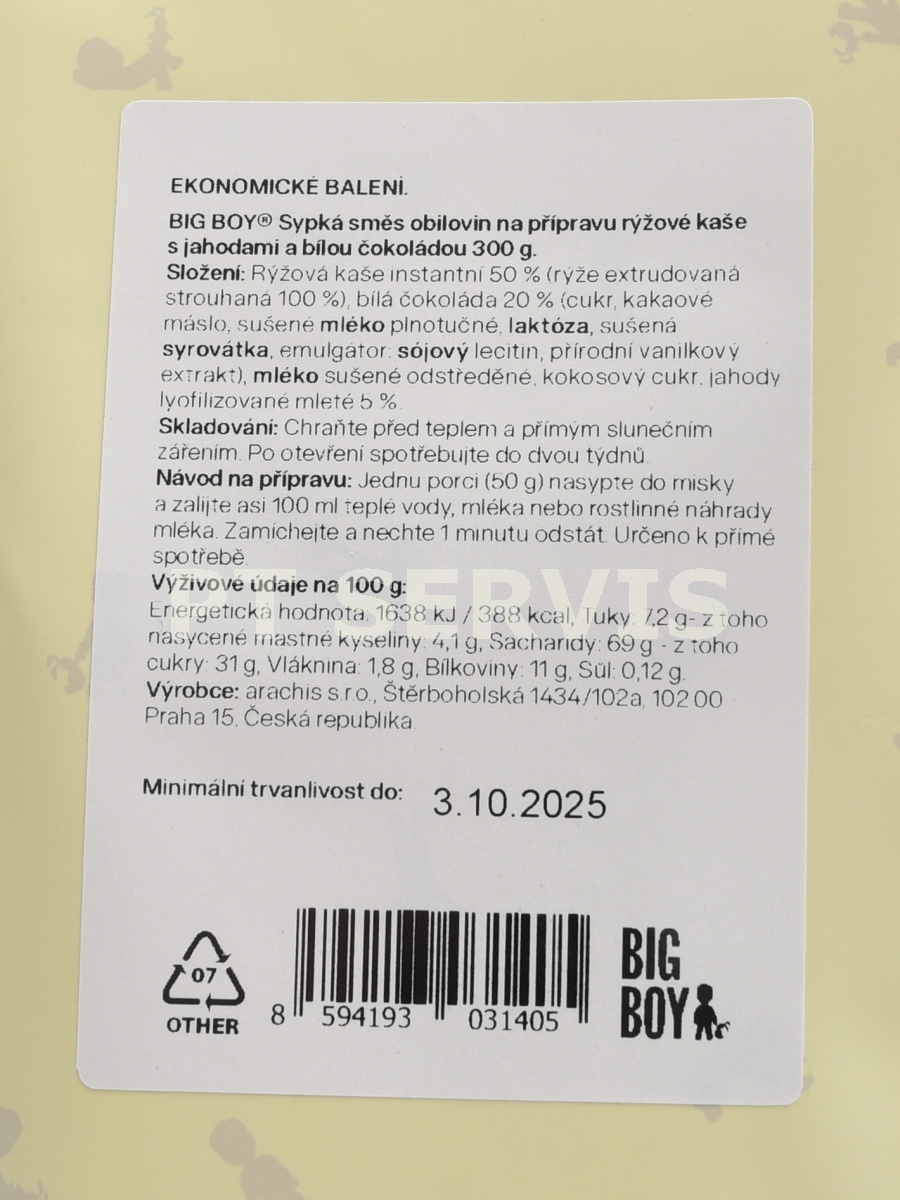 EKONOMICKÉ BALENÍ.
BIG BOY® Sypká směs obilovin na přípravu rýžové kaše
s jahodami a bílou čokoládou 300 g.
Složení: Rýžová kaše instantní 50 % (rýže extrudovaná
strouhaná 100 %), bílá čokoláda 20 % (cukr, kakaové
máslo, sušené mléko plnotučné, laktóza, sušená
syrovátka, emulgátor: sójový lecitin, přírodní vanilkový
extrakt), mléko sušené odstředěné, kokosový cukr, jahody
lyofilizované mleté 5 %.
Skladování: Chraňte před teplem a přímým slunečním
zářením. Po otevření spotřebujte do dvou týdnů.
Návod na přípravu: Jednu porci (50 g) nasypte do misky
a zalijte asi 100 ml teplé vody, mléka nebo rostlinné náhrady
mléka. Zamíchejte a nechte 1 minutu odstát. Určeno k přímé
spotřebě.
Výživové údaje na 100 g:
PT SERVIS
Energetická hodnota: 1638 kJ / 388 kcal, Tuky: 7,2 g- z toho
nasycené mastné kyseliny: 4,1 g, Sacharidy: 69 g - z toho
cukry: 31 g, Vláknina: 1,8 g, Bílkoviny: 11 g, Sůl: 0,12 g.
Výrobce: arachis s.r.o., Štěrboholská 1434/102a, 102 00
Praha 15, Česká republika.
Minimální trvanlivost do: 3.10.2025
07
OTHER
8 594193 031405
BIG
BOY